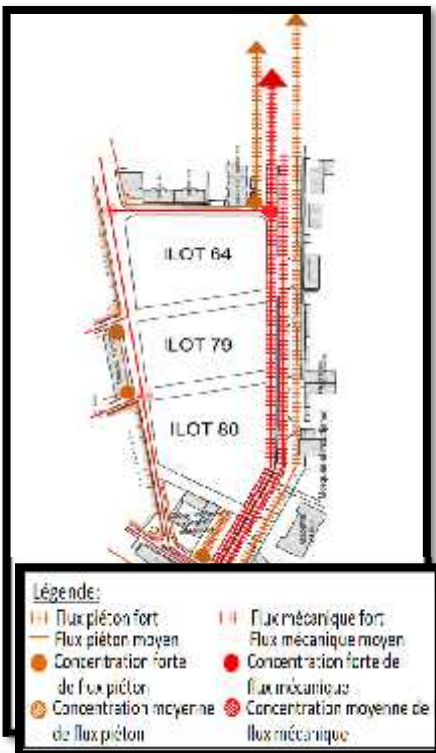 ILOT 64
ILOT 79
ILOT 80
Légende:
Flux piéton fort
Flux piéton moyen
Concentration forte
de flux piéton
Concentration moyenne
de flux piéton
Flux mécanique fort
Flux mécanique moyen
Concentration forte de
flux mécanique
Concentration moyenne de
flux mécanique